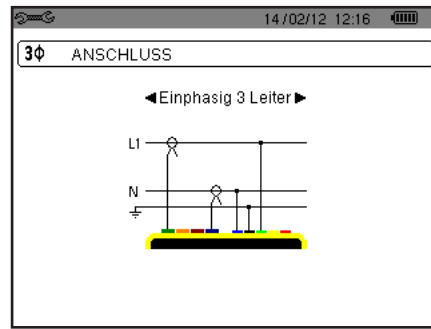 14/02/12 12:16
3Φ ANSCHLUSS
◄Einphasig 3 Leiter►
L1
N